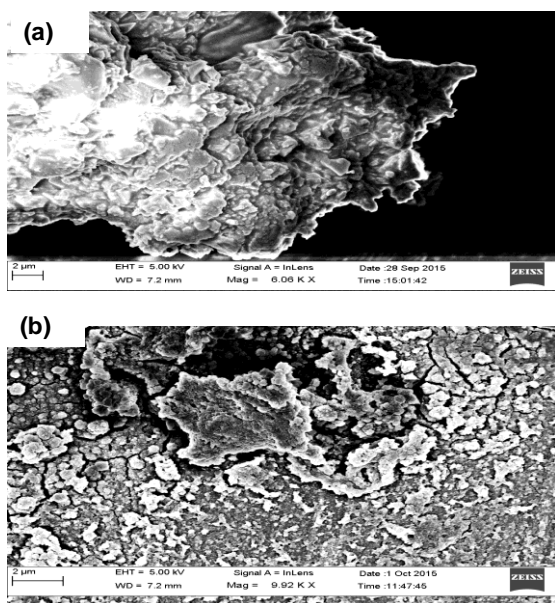 (a)
2 µm EHT = 5.00 kV Signal A = InLens Date :28 Sep 2015 ZEISS
WD = 7.2 mm Mag = 6.06 K X Time :15:01:42
(b)
2 µm EHT = 5.00 kV Signal A = InLens Date :1 Oct 2015 ZEISS
WD = 7.2 mm Mag = 9.92 K X Time :11:47:45